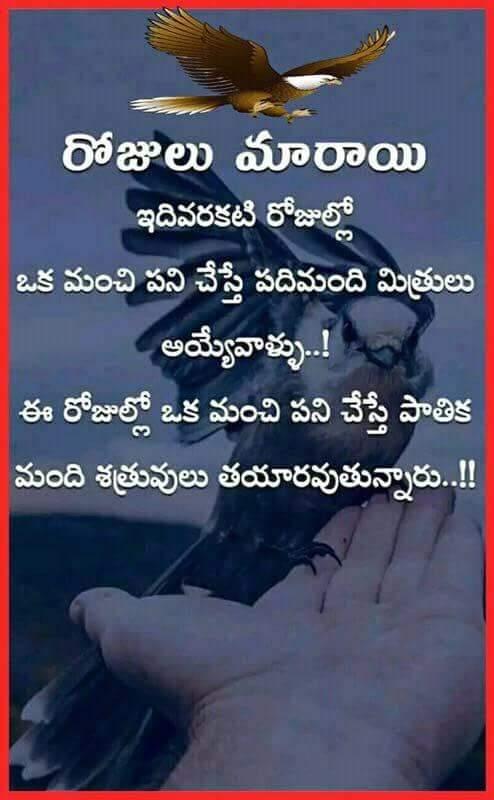 రోజులు మారాయి
ఇదివరకటి రోజుల్లో
ఒక మంచి పని చేస్తే పదిమంది మిత్రులు
అయ్యేవాళ్ళు..!
ఈ రోజుల్లో ఒక మంచి పని చేస్తే పాతిక
మంది శత్రువులు తయారవుతున్నారు..!!